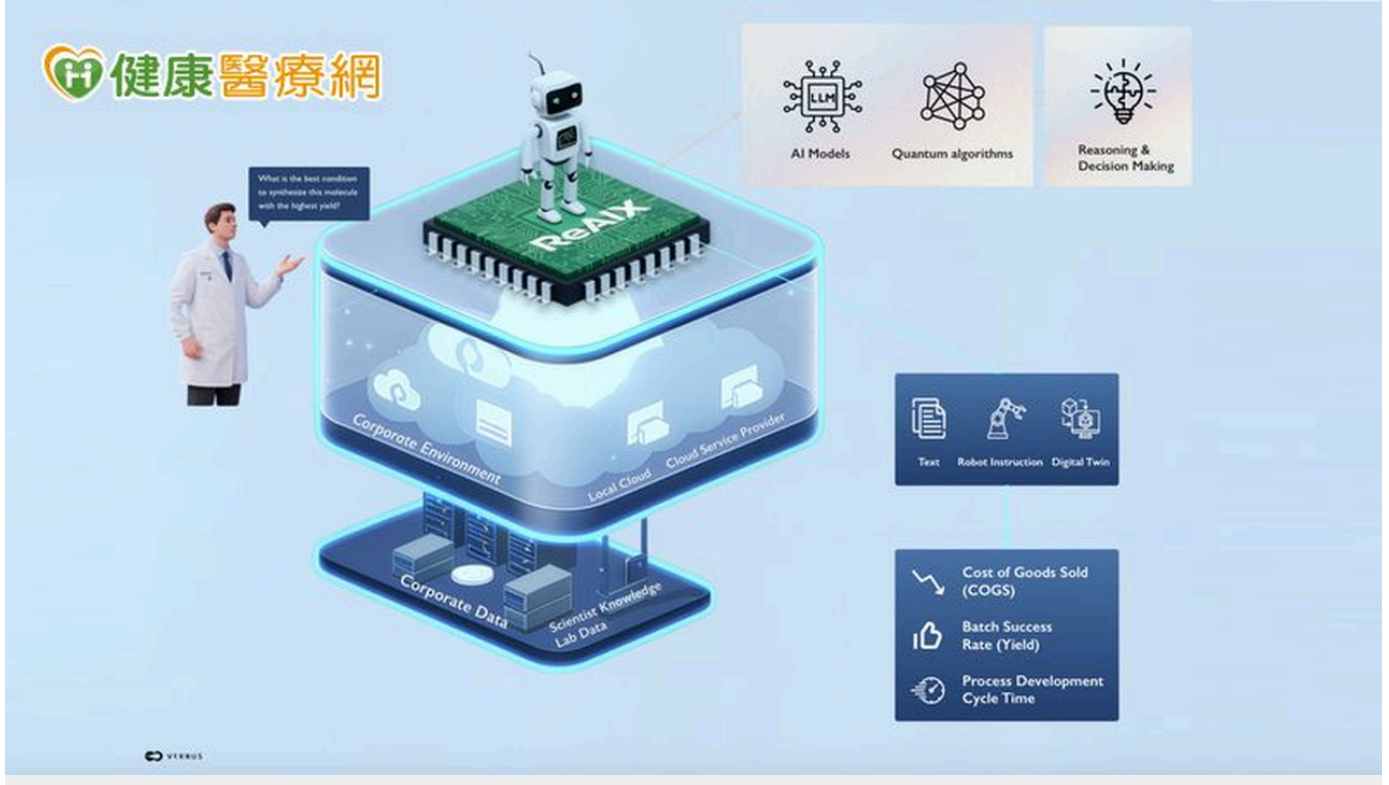 健康醫療網
LLM
AI Models
Quantum algorithms
Reasoning &
Decision Making
What is the best condition
to synthesize this molecule
with the highest yield?
ReAIX
Corporate Environment
Local Cloud
Cloud Service Provider
Text
Robot Instruction
Digital Twin
Corporate Data
Scientist Knowledge
Lab Data
Cost of Goods Sold
(COGS)
Batch Success
Rate (Yield)
Process Development
Cycle Time